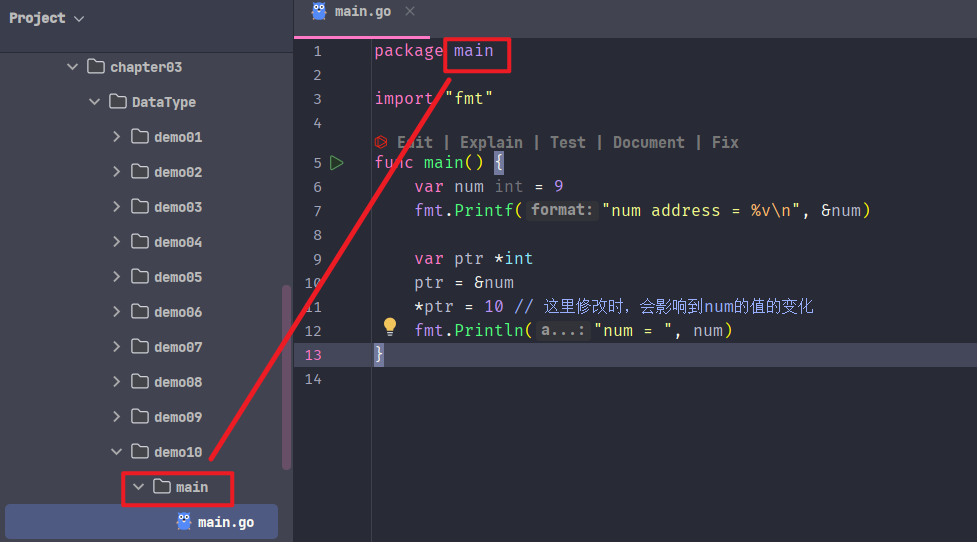 Project
main.go
chapter03
DataType
demo01
demo02
demo03
demo04
demo05
demo06
demo07
demo08
demo09
demo10
main
main.go
1 package main
2
3 import "fmt"
4
Edit | Explain | Test | Document | Fix
5 func main() {
6 var num int = 9
7 fmt.Printf( format: "num address = %v\n", &num)
8
9 var ptr *int
10 ptr = &num
11 *ptr = 10 // 这里修改时，会影响到num的值的变化
12 fmt.Println( a...: "num = ", num)
13 }
14